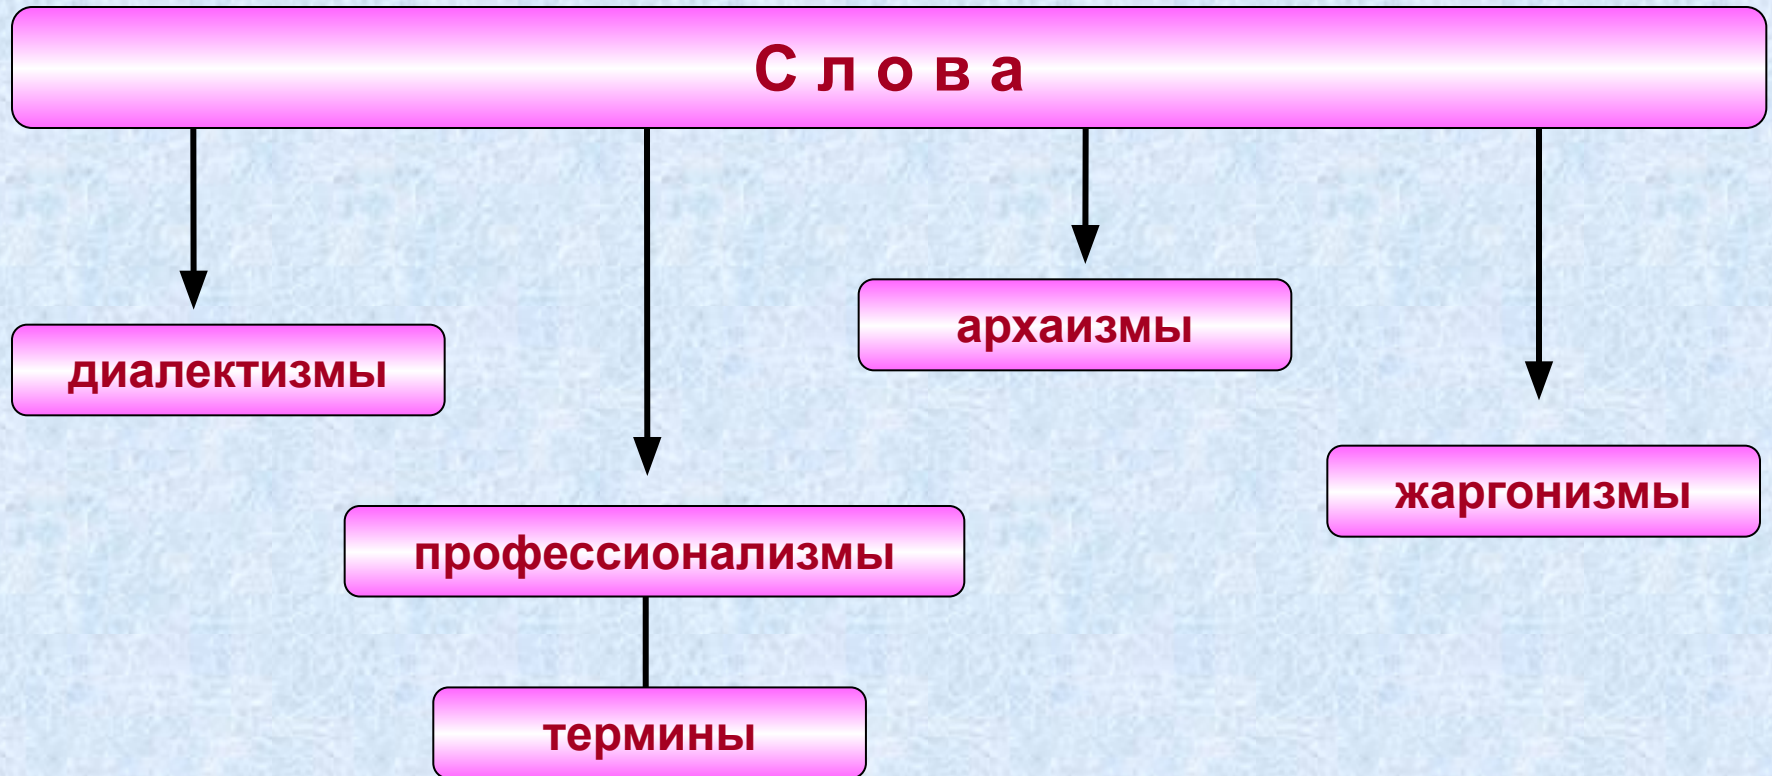 С л о в а
диалектизмы
профессионализмы
термины
архаизмы
жаргонизмы